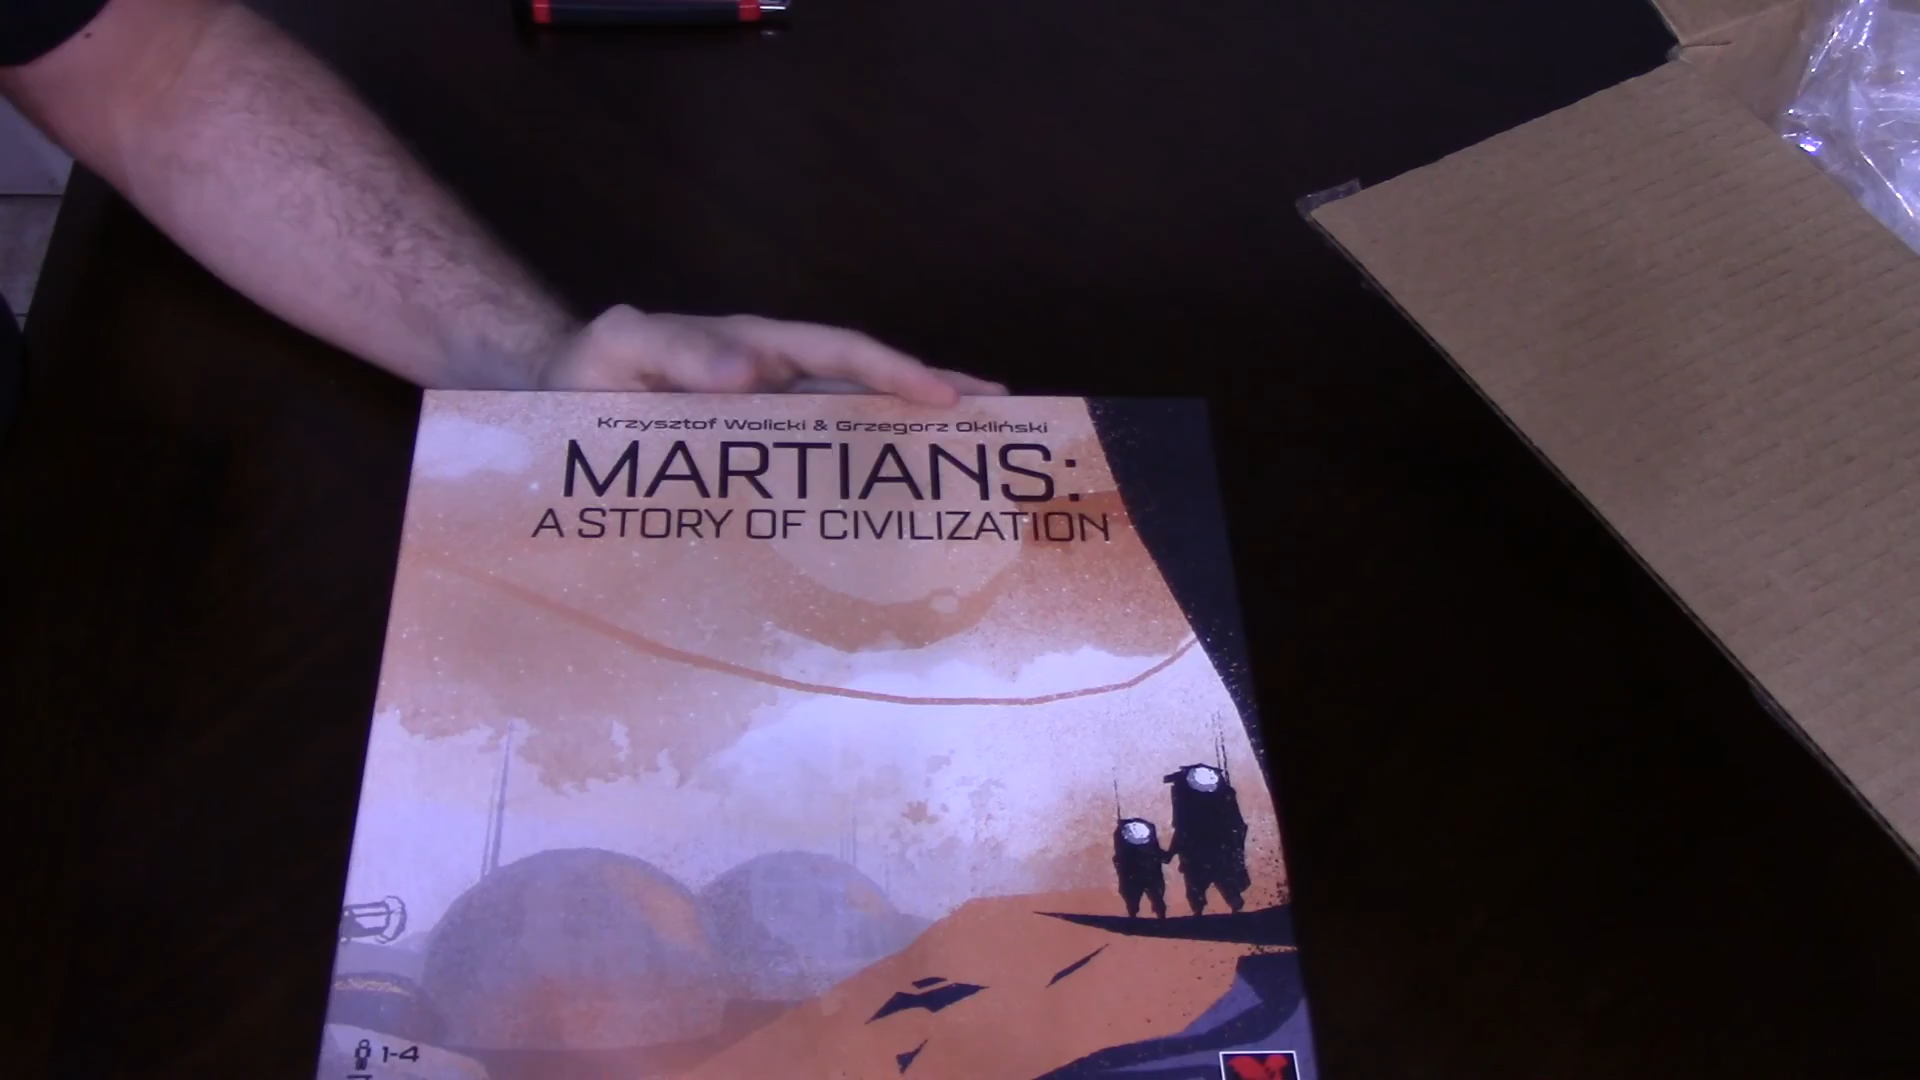 Krzysztof Wolicki & Grzegorz Okliński
MARTIANS:
A STORY OF CIVILIZATION
1-4